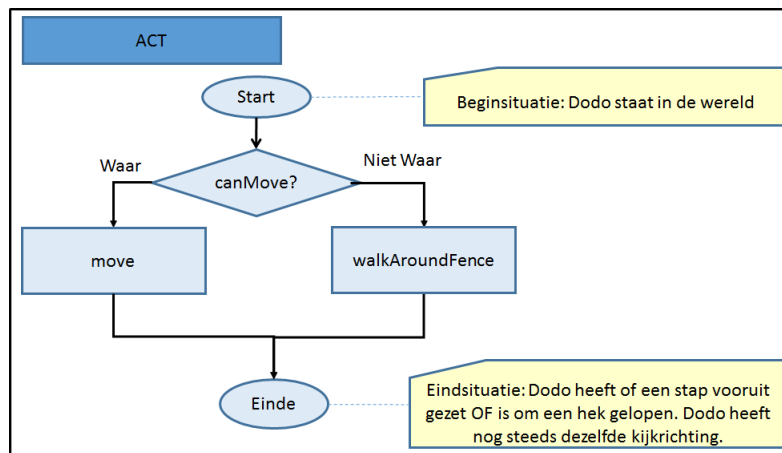 ACT
Start
Beginsituatie: Dodo staat in de wereld
Waar
Niet Waar
canMove?
move
walkAroundFence
Einde
Eindsituatie: Dodo heeft of een stap vooruit
gezet OF is om een hek gelopen. Dodo heeft
nog steeds dezelfde kijkrichting.